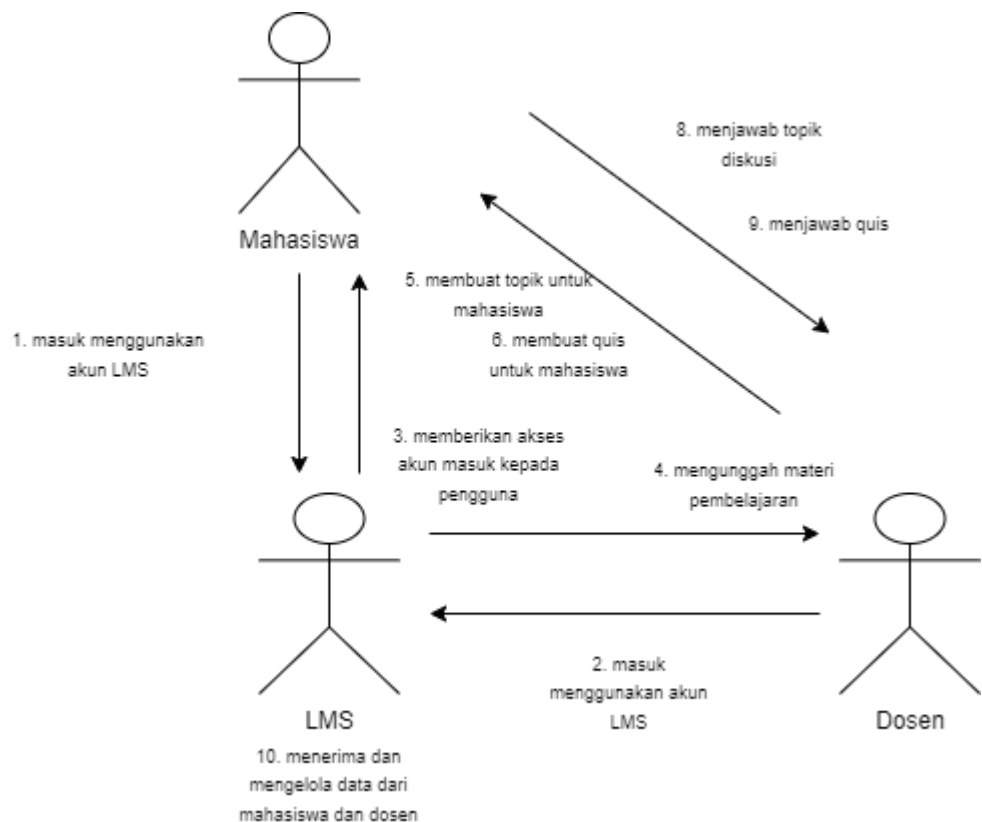 8. menjawab topik
diskusi
9. menjawab quis
Mahasiswa
5. membuat topik untuk
mahasiswa
6. membuat quis
untuk mahasiswa
1. masuk menggunakan
akun LMS
3. memberikan akses
akun masuk kepada
pengguna
4. mengunggah materi
pembelajaran
2. masuk
menggunakan akun
LMS
LMS
Dosen
10. menerima dan
mengelola data dari
mahasiswa dan dosen